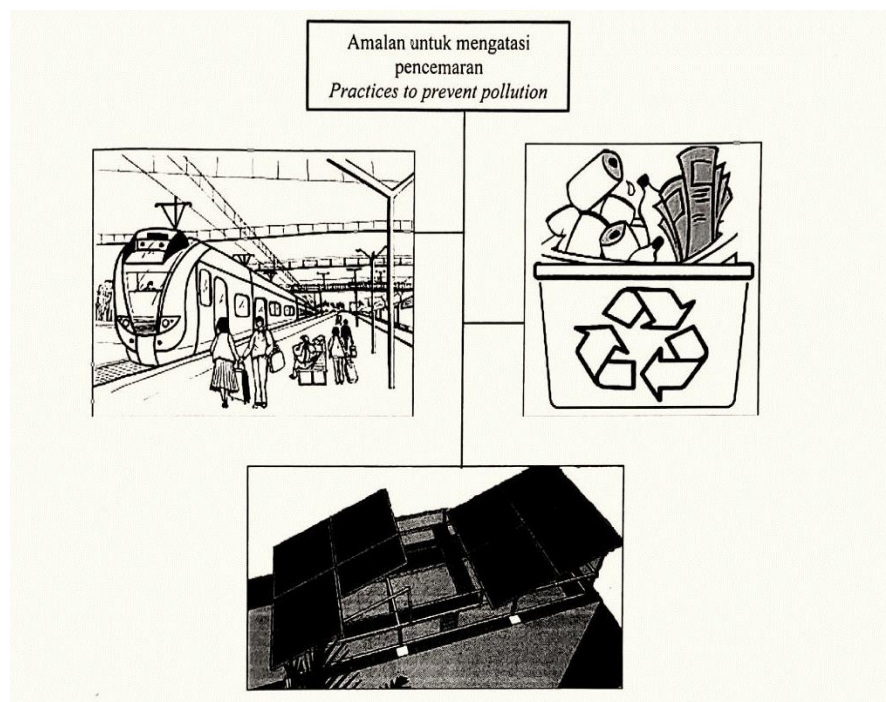 Amalan untuk mengatasi
pencemaran
Practices to prevent pollution